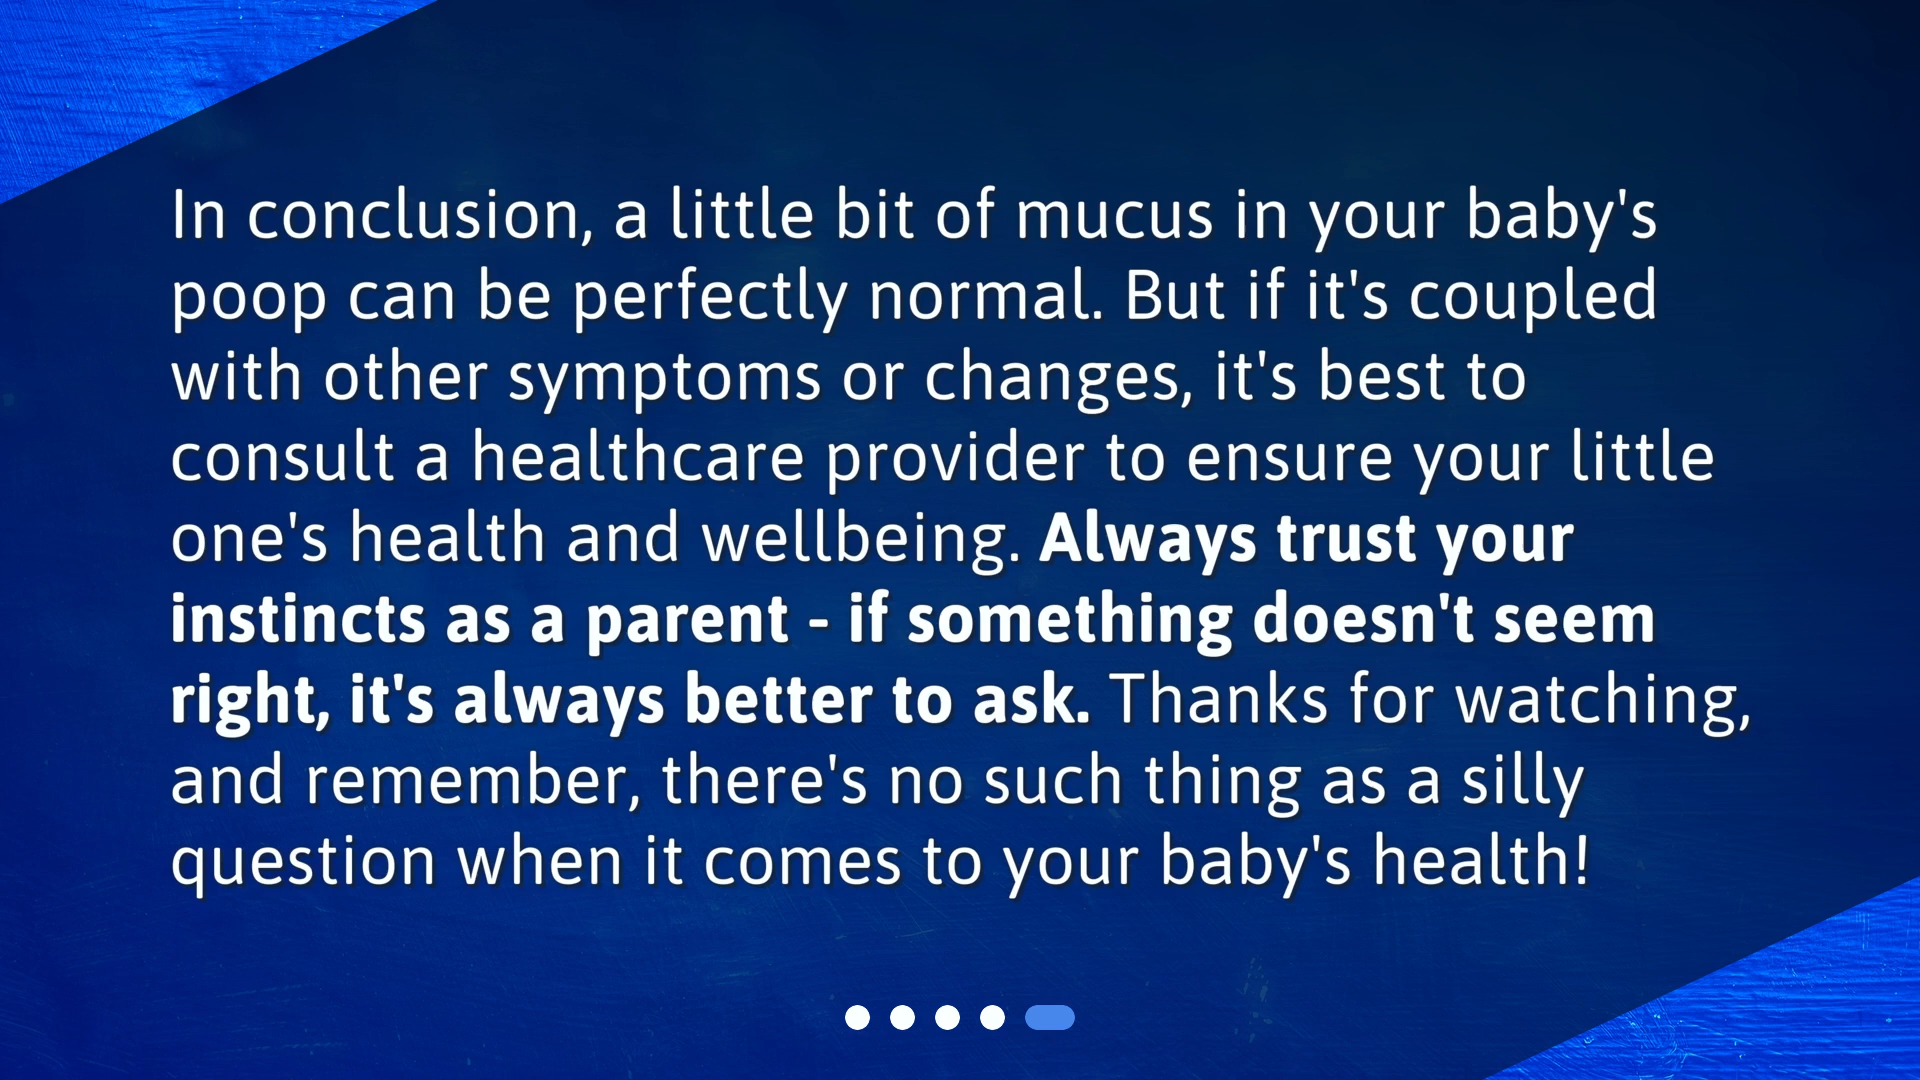 In conclusion, a little bit of mucus in your baby's
poop can be perfectly normal. But if it's coupled
with other symptoms or changes, it's best to
consult a healthcare provider to ensure your little
one's health and wellbeing. Always trust your
instincts as a parent - if something doesn't seem
right, it's always better to ask. Thanks for watching,
and remember, there's no such thing as a silly
question when it comes to your baby's health!